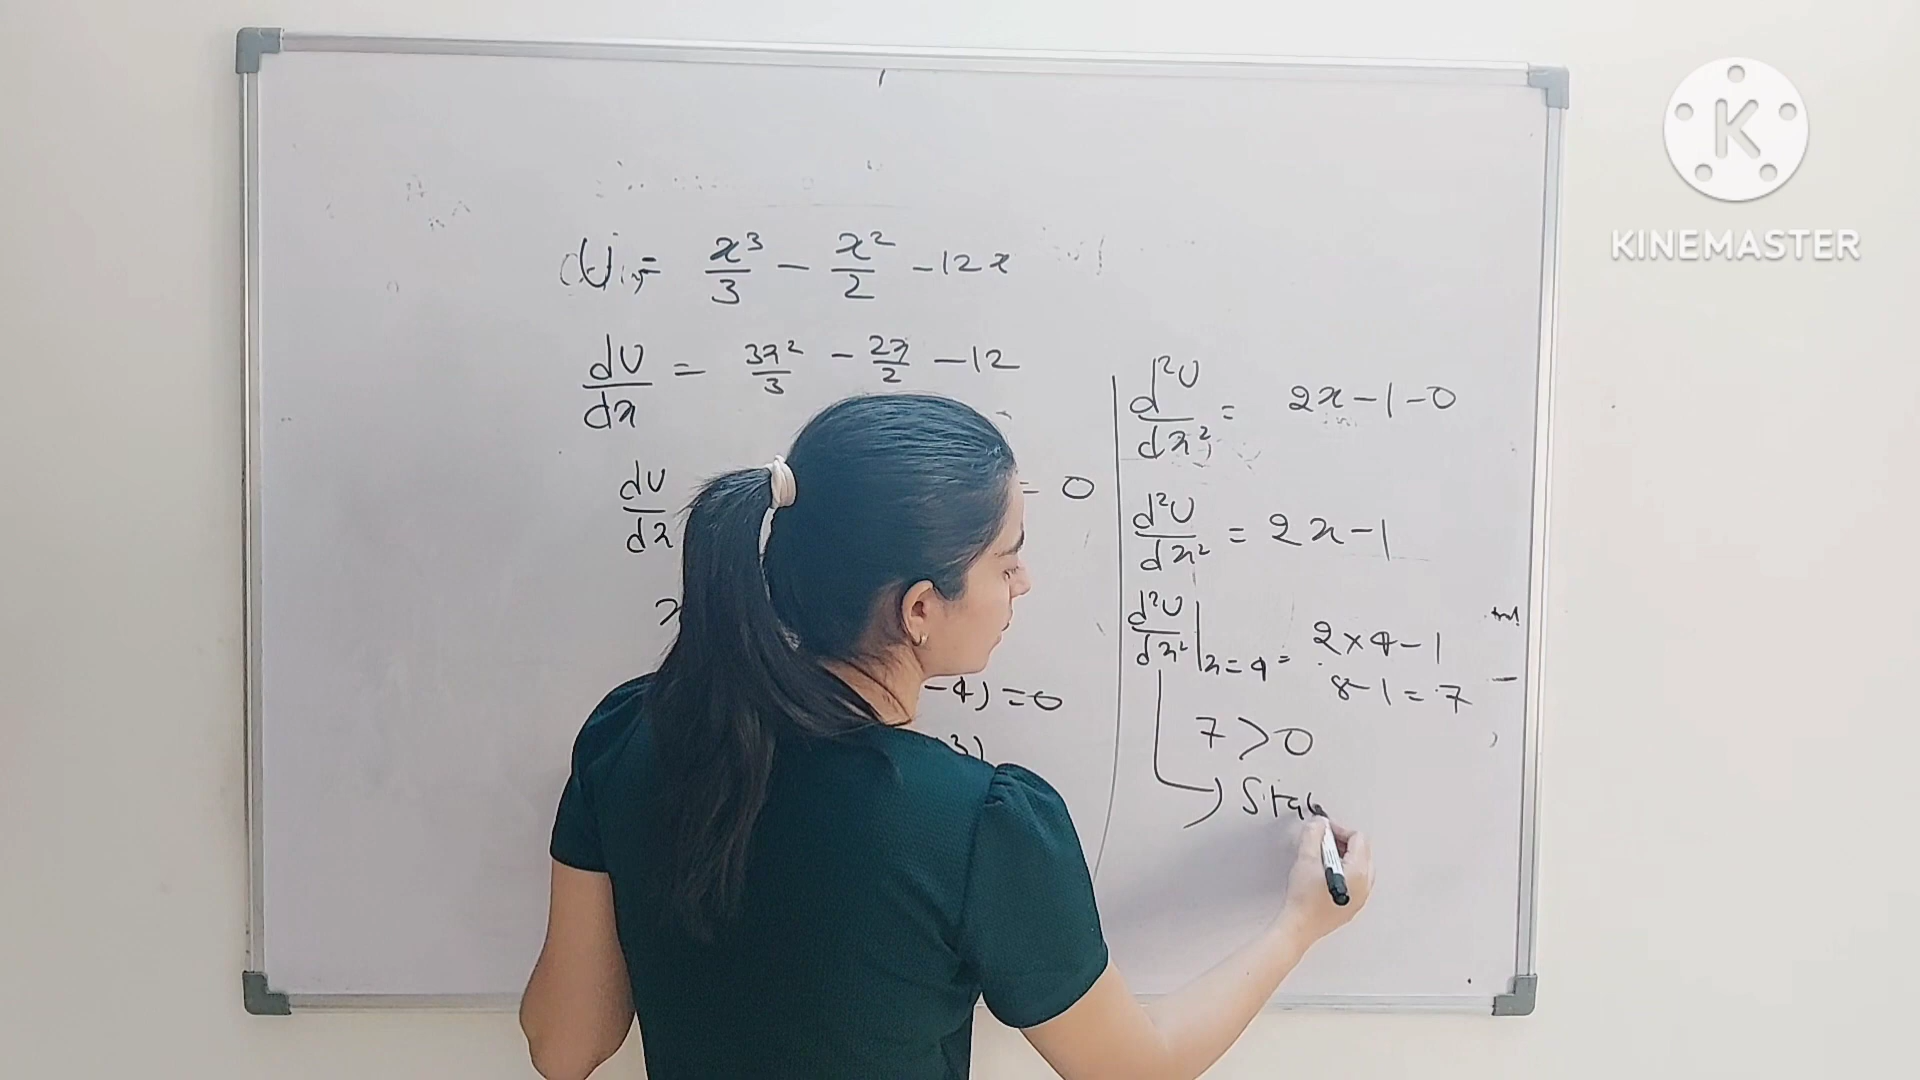 U(x) = x³/3 - x²/2 - 12x
dU/dx = 3x²/3 - 2x/2 - 12
dU/dx = 0
x
-4) = 0
3)
d²U/dx² = 2x - 1 - 0
d²U/dx² = 2x - 1
d²U/dx² |x=4 = 2 × 4 - 1
8 - 1 = 7
7 > 0
K
KINEMASTER